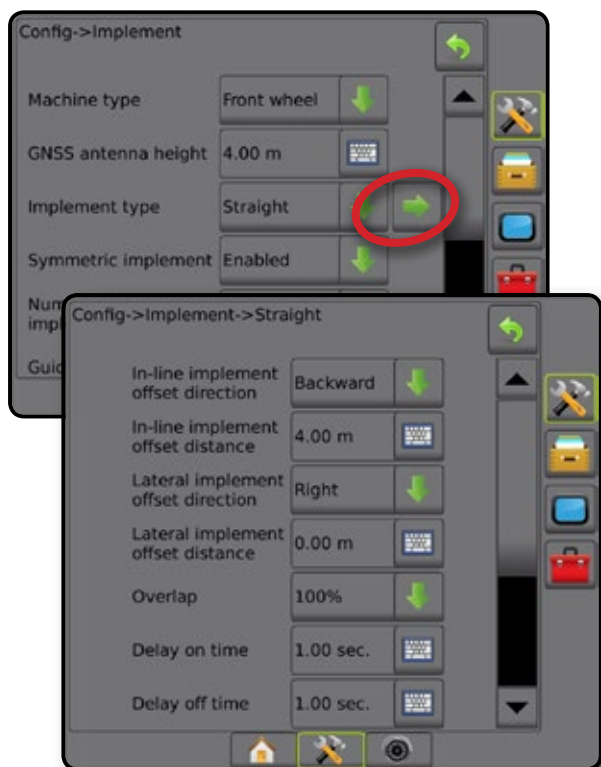 Config->Implement
Machine type Front wheel
GNSS antenna height 4.00 m
Implement type Straight
Symmetric implement Enabled
Config->Implement->Straight
In-line implement
offset direction Backward
In-line implement
offset distance 4.00 m
Lateral implement
offset direction Right
Lateral implement
offset distance 0.00 m
Overlap 100%
Delay on time 1.00 sec.
Delay off time 1.00 sec.